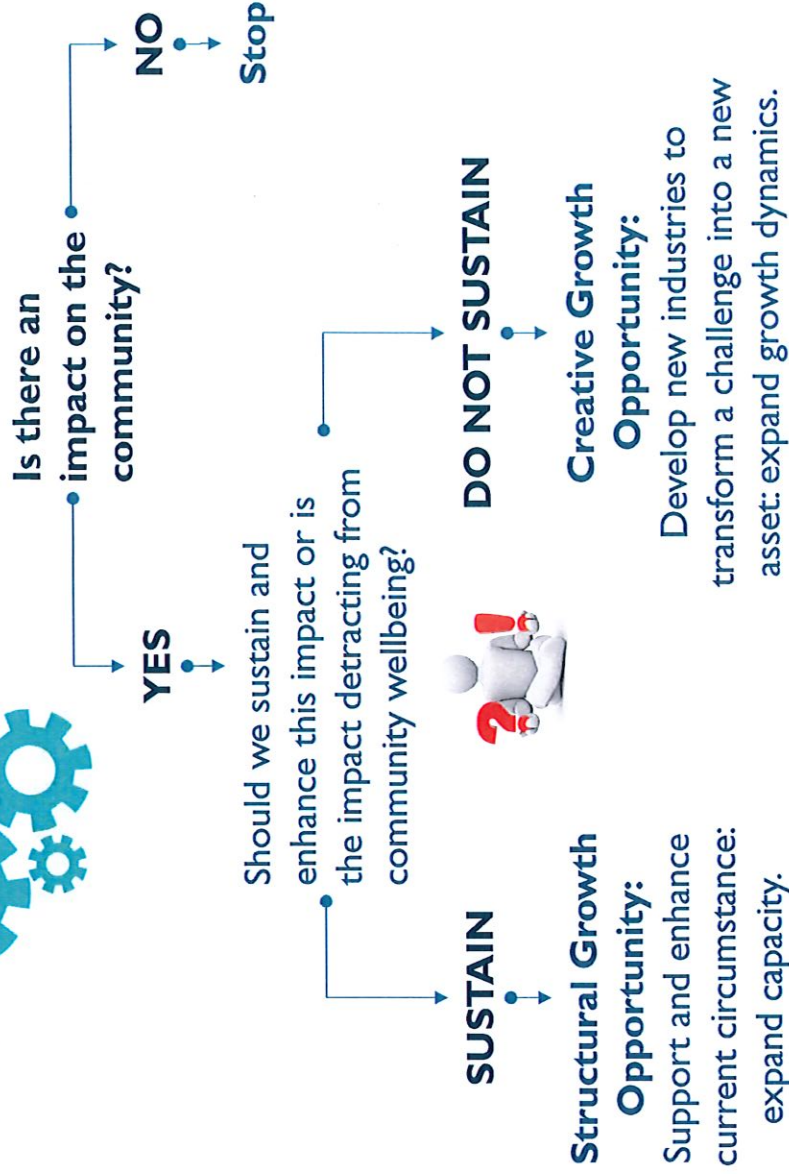 Is there an
impact on the
community?
YES
NO
Stop
Should we sustain and
enhance this impact or is
the impact detracting from
community wellbeing?
SUSTAIN
DO NOT SUSTAIN
Structural Growth
Opportunity:
Support and enhance
current circumstance:
expand capacity.
?
!
Creative Growth
Opportunity:
Develop new industries to
transform a challenge into a new
asset: expand growth dynamics.